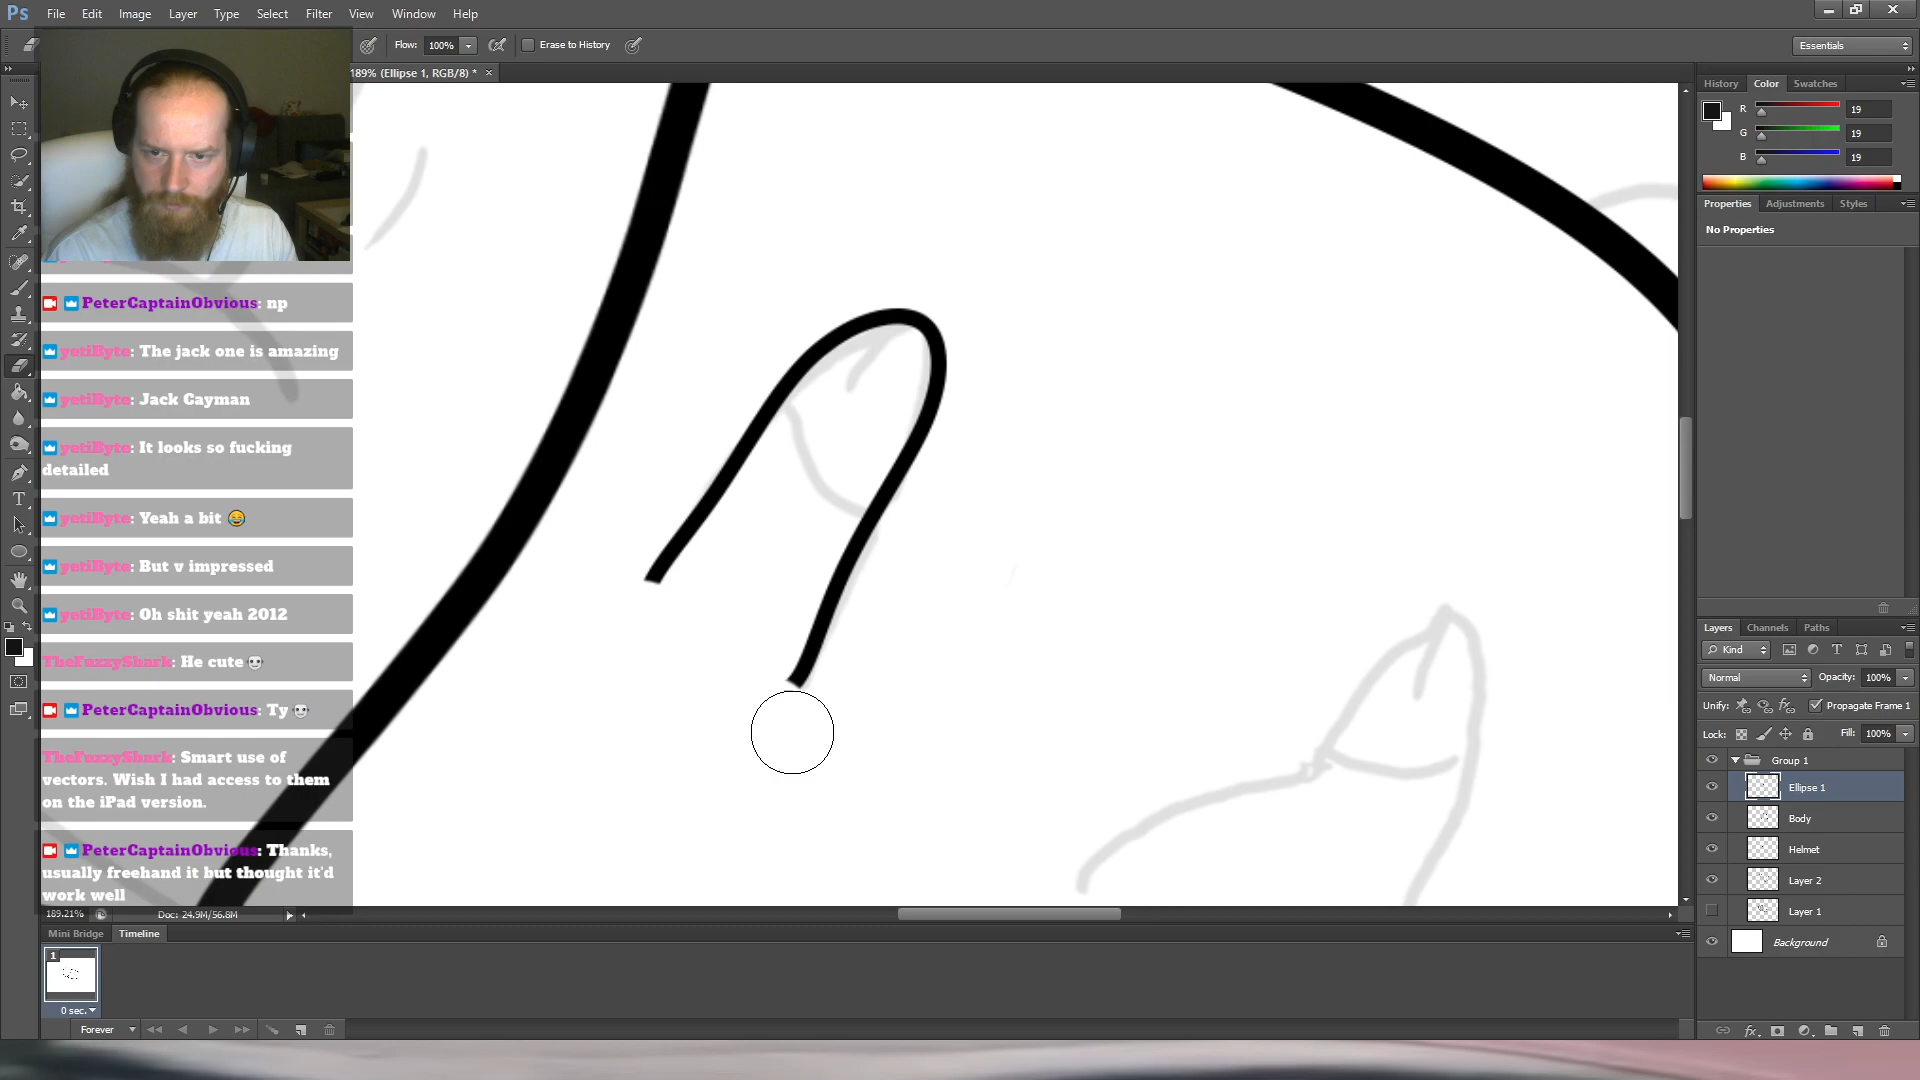 Ps File Edit Image Layer Type Select Filter View Window Help
Flow: 100% Erase to History Essentials
189% (Ellipse 1, RGB/8) * ×
History Color Swatches
R 19
G 19
B 19
Properties Adjustments Styles
No Properties
PeterCaptainObvious: np
yetiByte: The jack one is amazing
yetiByte: Jack Cayman
yetiByte: It looks so fucking
detailed
yetiByte: Yeah a bit 😂
yetiByte: But v impressed
yetiByte: Oh shit yeah 2012
TheFuzzyShark: He cute
PeterCaptainObvious: Ty
TheFuzzyShark: Smart use of
vectors. Wish I had access to them
on the iPad version.
PeterCaptainObvious: Thanks,
usually freehand it but thought it'd
work well
Layers Channels Paths
Kind
Normal Opacity: 100%
Unify: Propagate Frame 1
Lock: Fill: 100%
Group 1
Ellipse 1
Body
Helmet
Layer 2
Layer 1
Background
189.21% Doc: 24.9M/56.8M
Mini Bridge Timeline
1
0 sec.
Forever